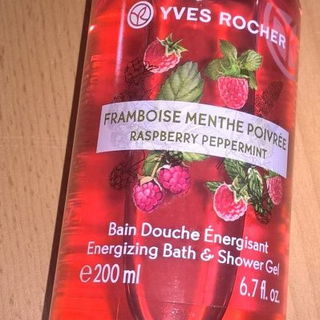 YVES ROCHER
FRAMBOISE MENTHE POIVRÉE
RASPBERRY PEPPERMINT
Bain Douche Énergisant
Energizing Bath & Shower Gel
e 200 ml 6.7 fl. oz.